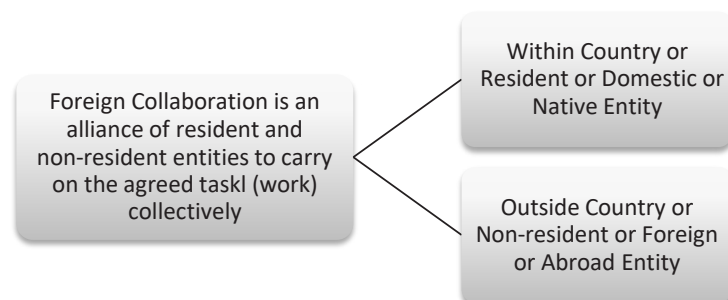 Foreign Collaboration is an
alliance of resident and
non-resident entities to carry
on the agreed taskl (work)
collectively
Within Country or
Resident or Domestic or
Native Entity
Outside Country or
Non-resident or Foreign
or Abroad Entity